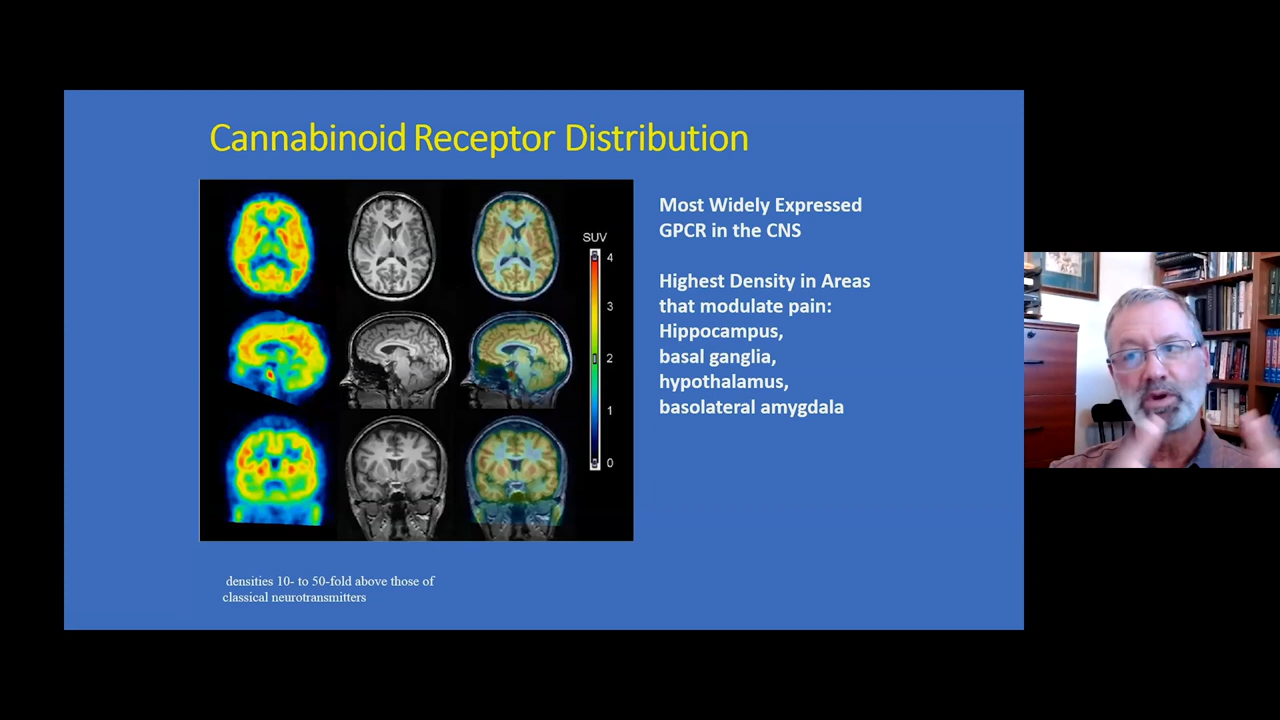 Cannabinoid Receptor Distribution
SUV
4
3
2
1
0
Most Widely Expressed
GPCR in the CNS
Highest Density in Areas
that modulate pain:
Hippocampus,
basal ganglia,
hypothalamus,
basolateral amygdala
densities 10- to 50-fold above those of
classical neurotransmitters